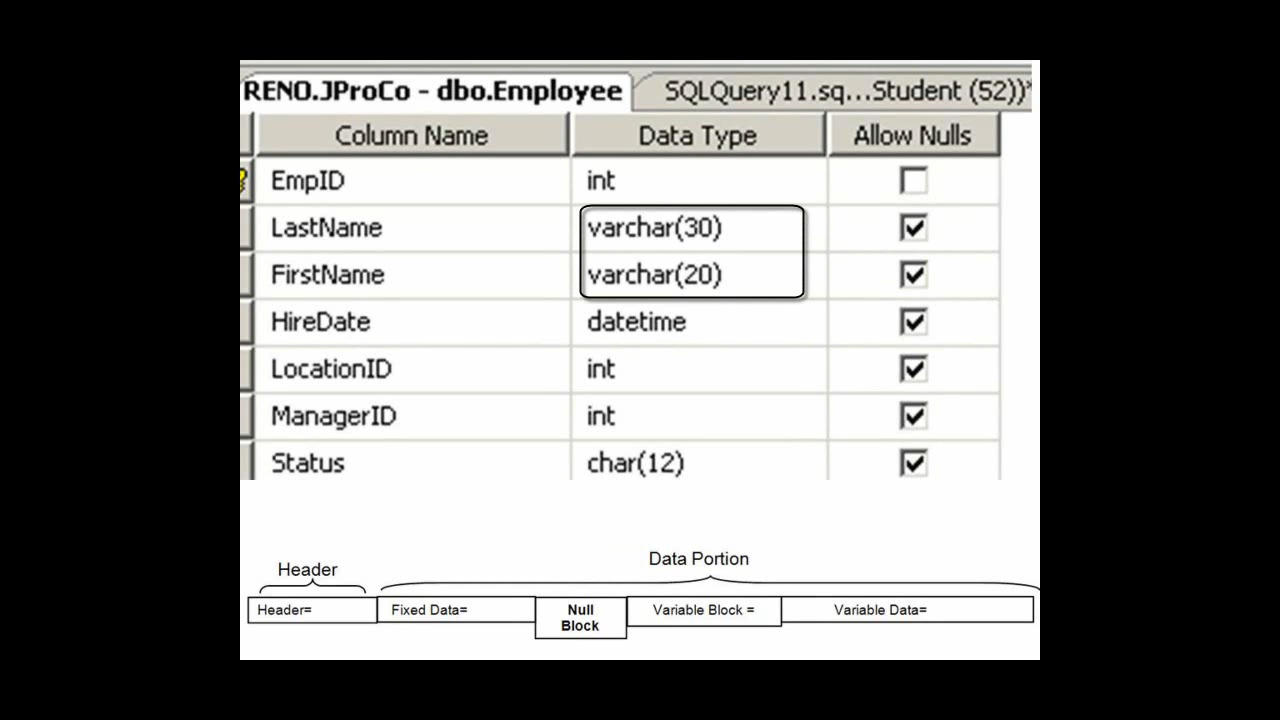 RENO.JProCo - dbo.Employee SQLQuery11.sq...Student (52))*
Column Name Data Type Allow Nulls
EmpID int
LastName varchar(30)
FirstName varchar(20)
HireDate datetime
LocationID int
ManagerID int
Status char(12)
Header Data Portion
Header= Fixed Data= Null Block Variable Block = Variable Data=